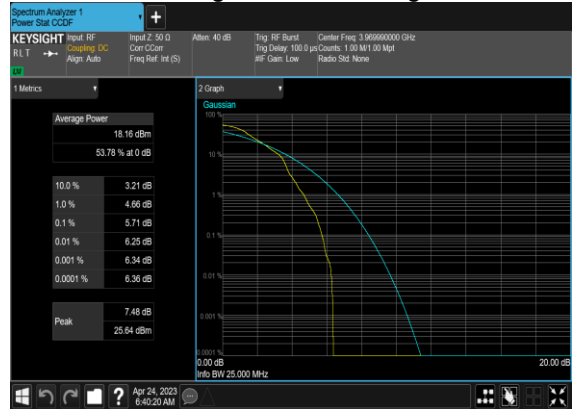 Spectrum Analyzer 1
Power Stat CCDF
KEYSIGHT
RLT
Input: RF
Coupling: DC
Align: Auto
Input Z: 50 Ω
Corr CCorr
Freq Ref: Int (S)
Atten: 40 dB
Trig: RF Burst
Trig Delay: 100.0 µs
#IF Gain: Low
Center Freq: 3.969990000 GHz
Counts: 1.00 M/1.00 Mpt
Radio Std: None
1 Metrics
Average Power
18.16 dBm
53.78 % at 0 dB
10.0 % 3.21 dB
1.0 % 4.66 dB
0.1 % 5.71 dB
0.01 % 6.25 dB
0.001 % 6.34 dB
0.0001 % 6.36 dB
Peak 7.48 dB
25.64 dBm
2 Graph
Gaussian
100 %
10 %
1 %
0.1 %
0.01 %
0.001 %
0.0001 %
0.00 dB 20.00 dB
Info BW 25.000 MHz
Apr 24, 2023
6:40:20 AM